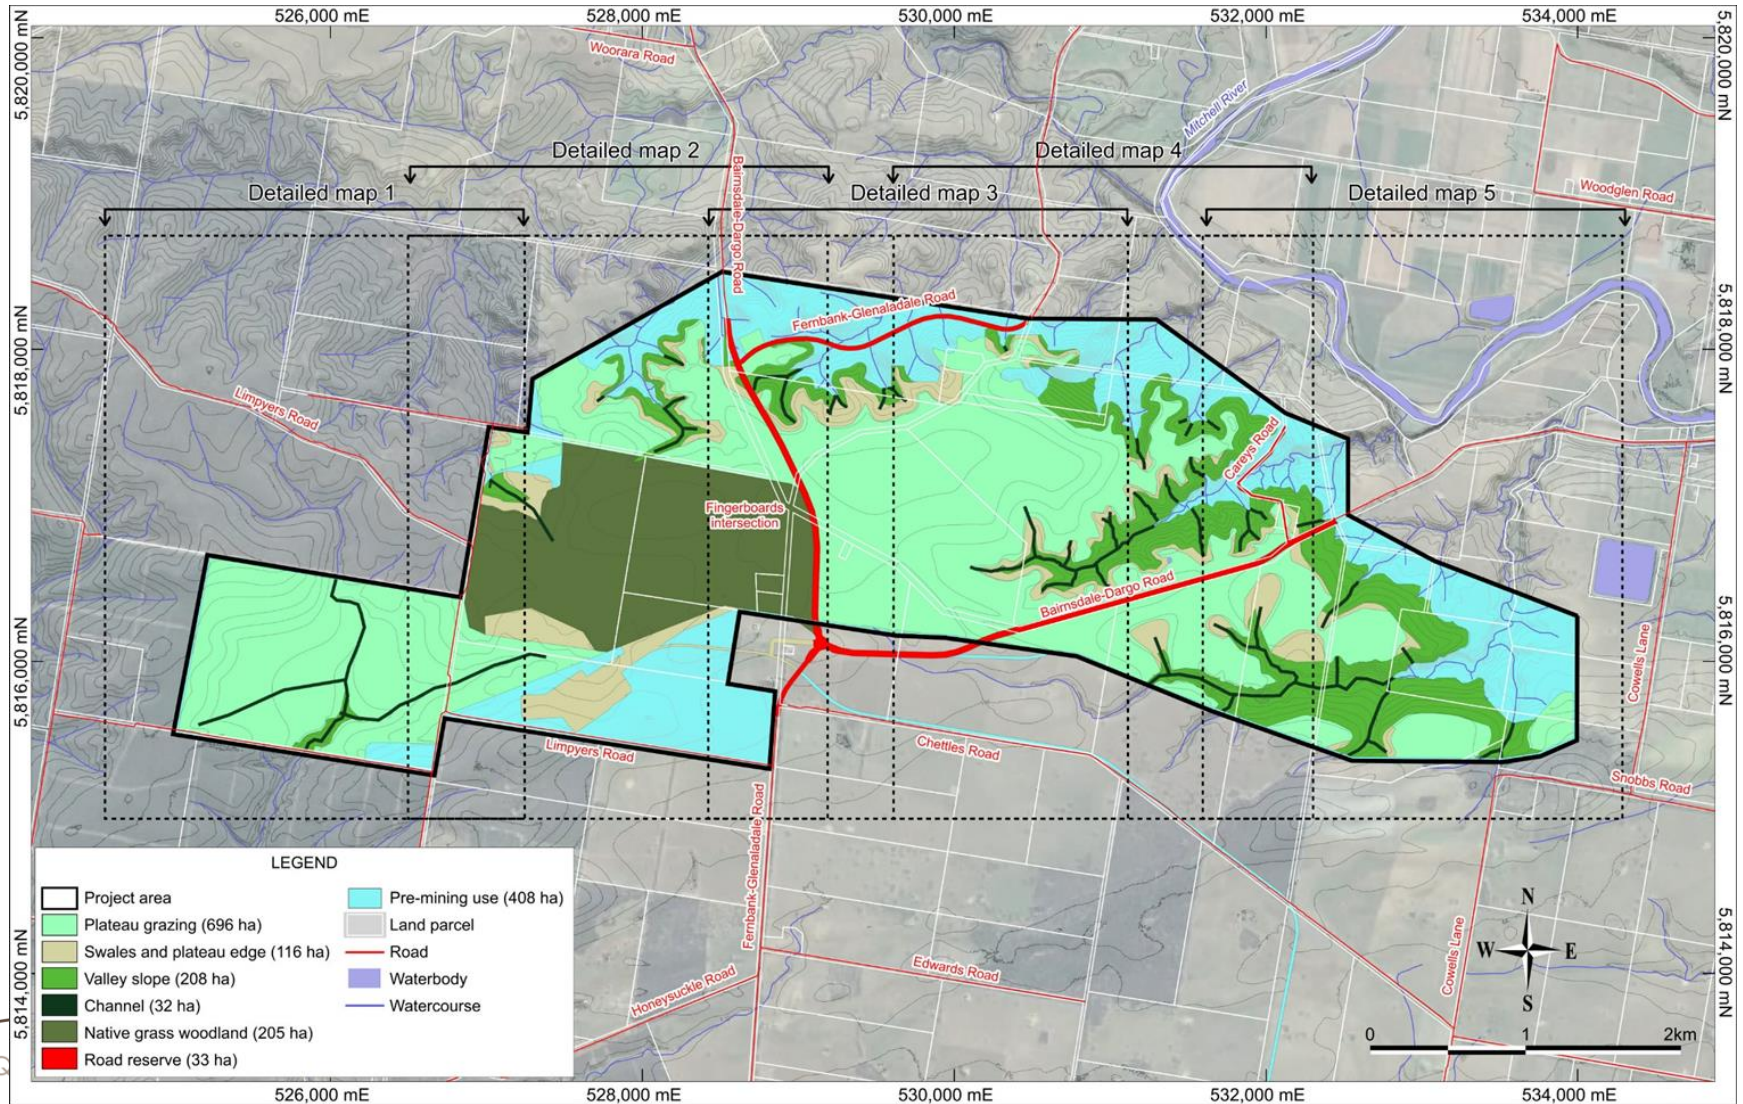 526,000 mE
528,000 mE
530,000 mE
532,000 mE
534,000 mE
5,820,000 mN
5,820,000 mN
Woorara Road
Mitchell River
Detailed map 2
Detailed map 4
Bairnsdale-Dargo Road
Detailed map 1
Detailed map 3
Detailed map 5
Woodglen Road
Fernbank-Glenaladale Road
5,818,000 mN
5,818,000 mN
Limpyers Road
Careys Road
Fingerboards
intersection
Bairnsdale-Dargo Road
5,816,000 mN
5,816,000 mN
Cowells Lane
Limpyers Road
Chettles Road
Snobbs Road
Fernbank-Glenaladale Road
LEGEND
Project area
Plateau grazing (696 ha)
Swales and plateau edge (116 ha)
Valley slope (208 ha)
Channel (32 ha)
Native grass woodland (205 ha)
Road reserve (33 ha)
Pre-mining use (408 ha)
Land parcel
Road
Waterbody
Watercourse
Honeysuckle Road
Edwards Road
Cowells Lane
N
W
E
S
0
1
2km
5,814,000 mN
5,814,000 mN
526,000 mE
528,000 mE
530,000 mE
532,000 mE
534,000 mE